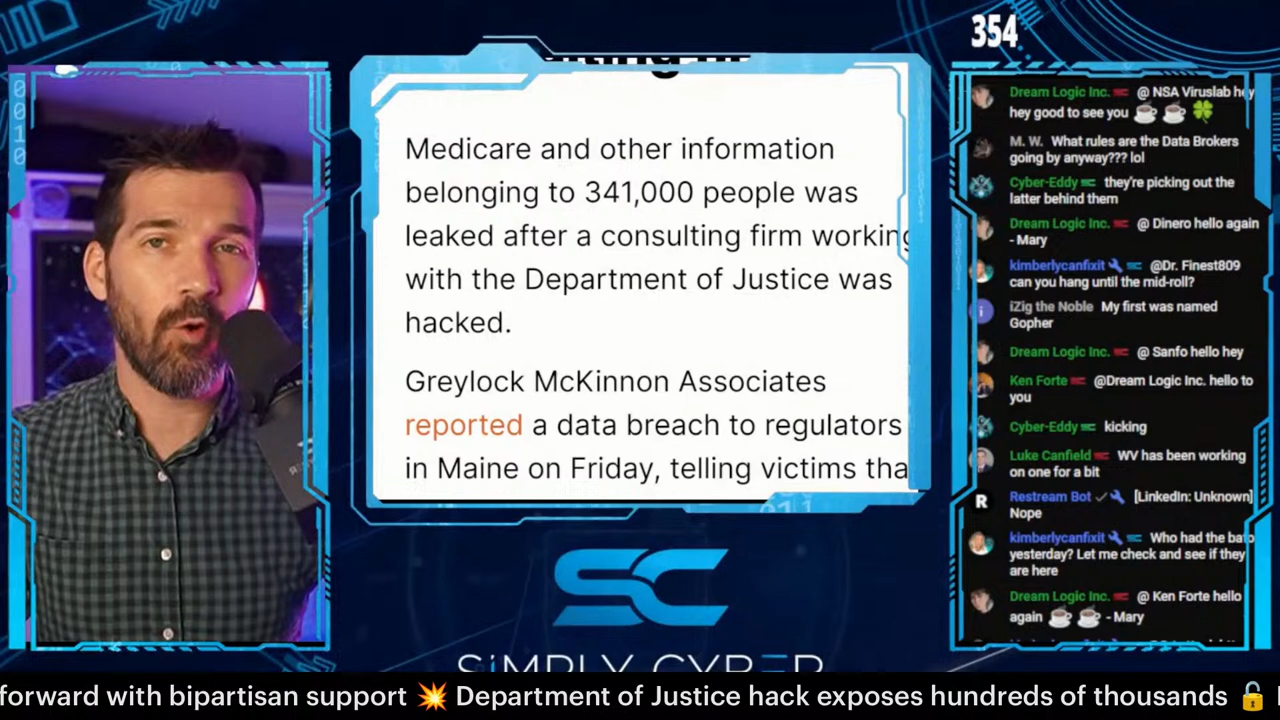 354
Medicare and other information
belonging to 341,000 people was
leaked after a consulting firm working
with the Department of Justice was
hacked.
Greylock McKinnon Associates
reported a data breach to regulators
in Maine on Friday, telling victims tha
SC
SIMPLY CYBER
Dream Logic Inc. @ NSA Viruslab hey
hey good to see you ☕ ☕ 🍀
M. W. What rules are the Data Brokers
going by anyway??? lol
Cyber-Eddy they're picking out the
latter behind them
Dream Logic Inc. @ Dinero hello again
- Mary
kimberlycanfixit @Dr. Finest809
can you hang until the mid-roll?
iZig the Noble My first was named
Gopher
Dream Logic Inc. @ Sanfo hello hey
Ken Forte @Dream Logic Inc. hello to
you
Cyber-Eddy kicking
Luke Canfield WV has been working
on one for a bit
R Restream Bot [LinkedIn: Unknown]
Nope
kimberlycanfixit Who had the bato
yesterday? Let me check and see if they
are here
Dream Logic Inc. @ Ken Forte hello
again ☕ ☕ - Mary
forward with bipartisan support 💥 Department of Justice hack exposes hundreds of thousands 🔓